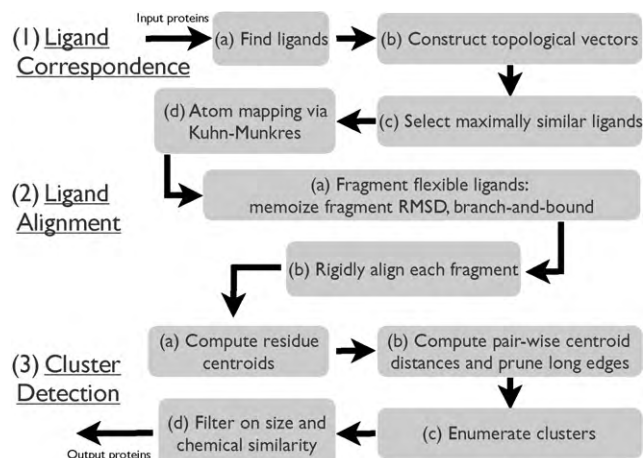 Input proteins
(1) Ligand
Correspondence
(a) Find ligands
(b) Construct topological vectors
(c) Select maximally similar ligands
(d) Atom mapping via
Kuhn-Munkres
(2) Ligand
Alignment
(a) Fragment flexible ligands:
memoize fragment RMSD, branch-and-bound
(b) Rigidly align each fragment
(3) Cluster
Detection
(a) Compute residue
centroids
(b) Compute pair-wise centroid
distances and prune long edges
(c) Enumerate clusters
(d) Filter on size and
chemical similarity
Output proteins